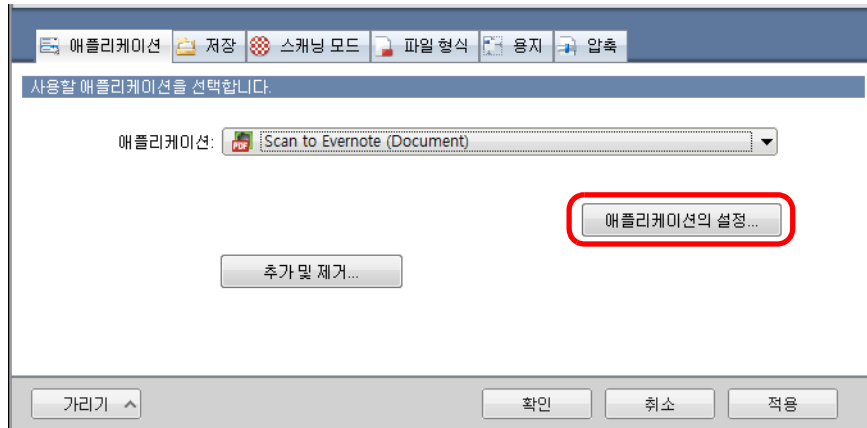 애플리케이션 저장 스캐닝 모드 파일 형식 용지 압축
사용할 애플리케이션을 선택합니다.
애플리케이션: PDF Scan to Evernote (Document)
애플리케이션의 설정...
추가 및 제거...
가리기 확인 취소 적용